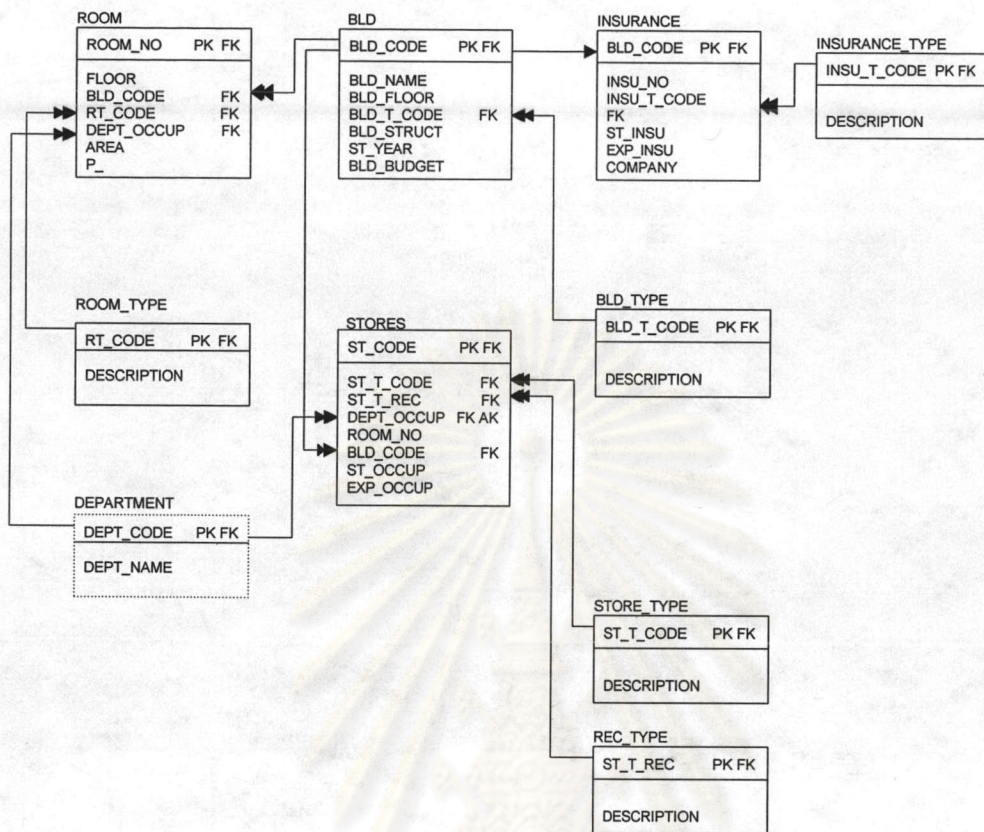 ROOM
ROOM_NO PK FK
FLOOR
BLD_CODE FK
RT_CODE FK
DEPT_OCCUP FK
AREA
P_
BLD
BLD_CODE PK FK
BLD_NAME
BLD_FLOOR
BLD_T_CODE FK
BLD_STRUCT
ST_YEAR
BLD_BUDGET
INSURANCE
BLD_CODE PK FK
INSU_NO
INSU_T_CODE
FK
ST_INSU
EXP_INSU
COMPANY
INSURANCE_TYPE
INSU_T_CODE PK FK
DESCRIPTION
ROOM_TYPE
RT_CODE PK FK
DESCRIPTION
STORES
ST_CODE PK FK
ST_T_CODE FK
ST_T_REC FK
DEPT_OCCUP FK AK
ROOM_NO
BLD_CODE FK
ST_OCCUP
EXP_OCCUP
BLD_TYPE
BLD_T_CODE PK FK
DESCRIPTION
DEPARTMENT
DEPT_CODE PK FK
DEPT_NAME
STORE_TYPE
ST_T_CODE PK FK
DESCRIPTION
REC_TYPE
ST_T_REC PK FK
DESCRIPTION